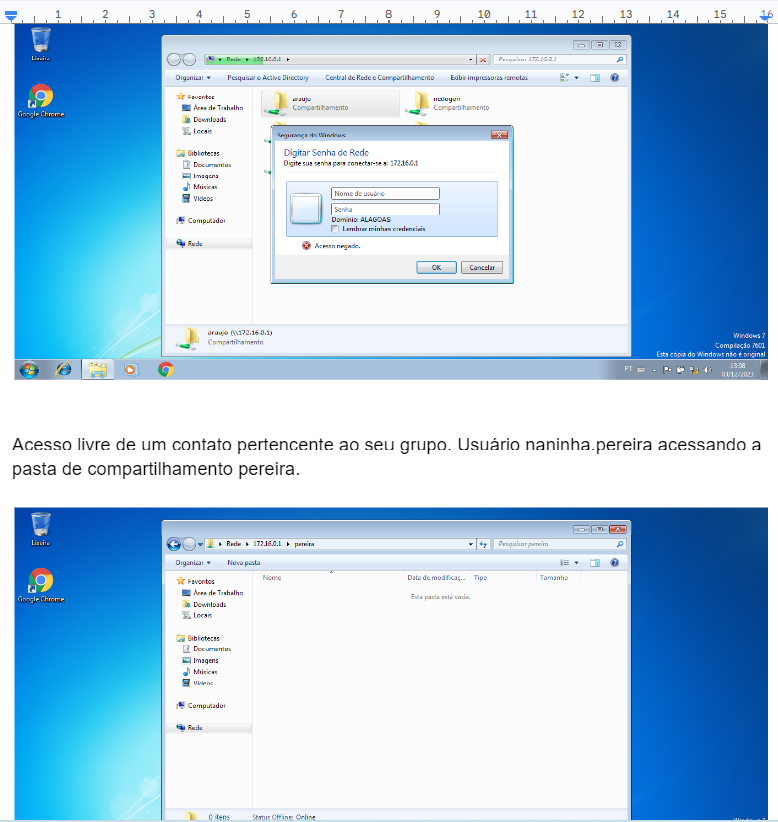 1 2 3 4 5 6 7 8 9 10 11 12 13 14 15 16
Lixeira
Google Chrome
Rede ▸ 172.16.0.1 ▸
Pesquisar 172.16.0.1
Organizar Pesquisar o Active Directory Central de Rede e Compartilhamento Exibir impressoras remotas
Favoritos
Área de Trabalho
Downloads
Locais
Bibliotecas
Documentos
Imagens
Músicas
Vídeos
Computador
Rede
araujo
Compartilhamento
netlogon
Compartilhamento
Segurança do Windows
Digitar Senha de Rede
Digite sua senha para conectar-se a: 172.16.0.1
Nome de usuário
Senha
Domínio: ALAGOAS
Lembrar minhas credenciais
Acesso negado.
OK Cancelar
araujo (\\172.16.0.1)
Compartilhamento
Windows 7
Compilação 7601
Esta cópia do Windows não é original
PT
13:08
03/12/2023
Acesso livre de um contato pertencente ao seu grupo. Usuário naninha.pereira acessando a
pasta de compartilhamento pereira.
Lixeira
Google Chrome
Rede ▸ 172.16.0.1 ▸ pereira
Pesquisar pereira
Organizar Nova pasta
Favoritos
Área de Trabalho
Downloads
Locais
Bibliotecas
Documentos
Imagens
Músicas
Vídeos
Computador
Rede
Nome Data de modificaç... Tipo Tamanho
Esta pasta está vazia.
0 itens Status Offline: Online
Windows 7